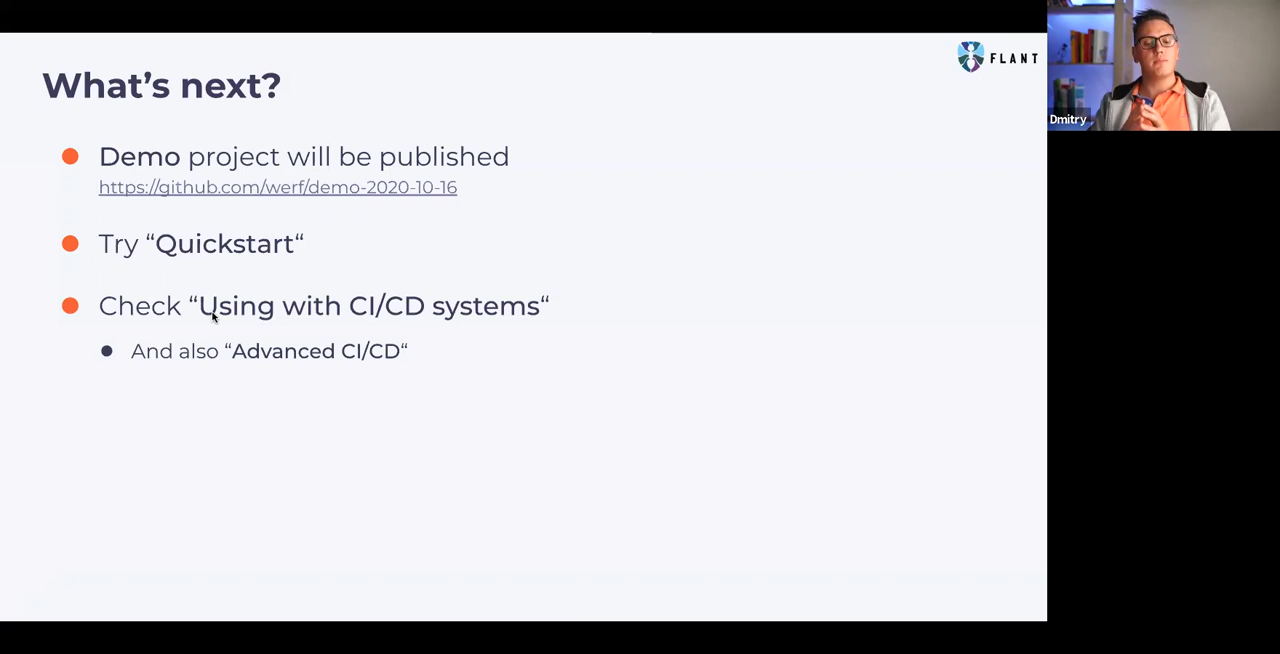 What’s next?
FLANT
Dmitry
Demo project will be published
https://github.com/werf/demo-2020-10-16
Try “Quickstart“
Check “Using with CI/CD systems“
And also “Advanced CI/CD“